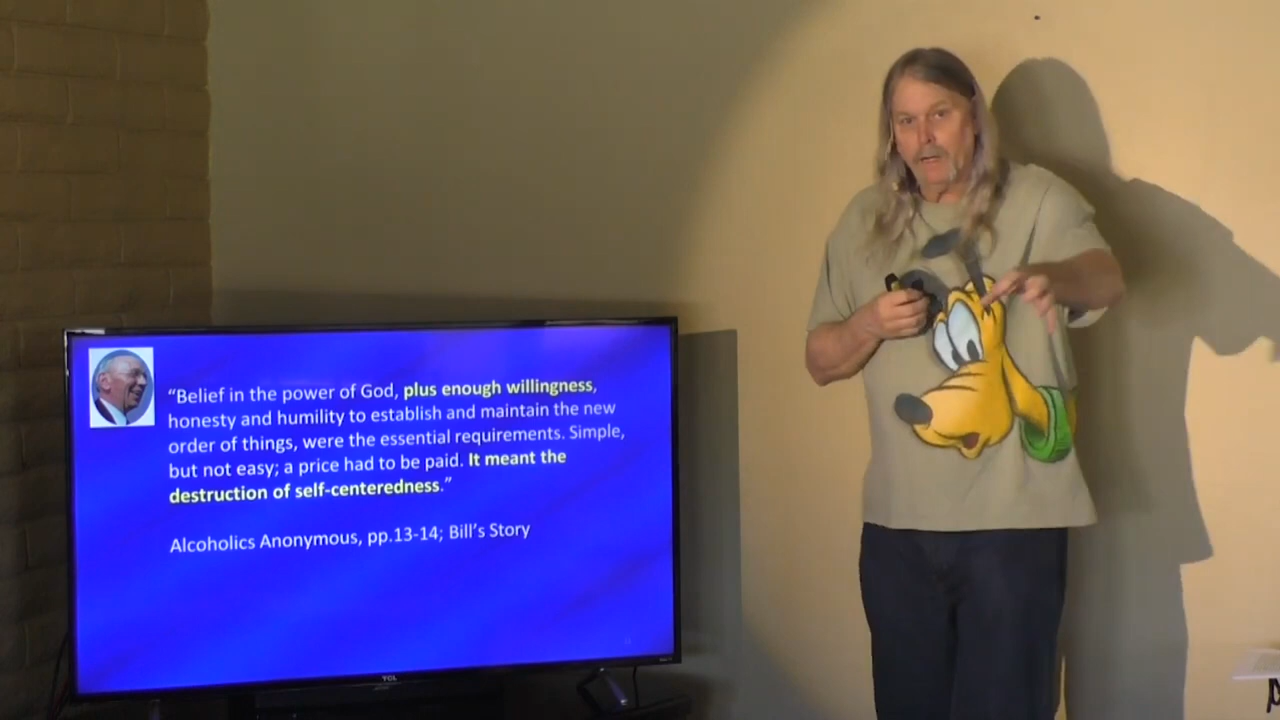 “Belief in the power of God, plus enough willingness,
honesty and humility to establish and maintain the new
order of things, were the essential requirements. Simple,
but not easy; a price had to be paid. It meant the
destruction of self-centeredness.”
Alcoholics Anonymous, pp.13-14; Bill’s Story
TCL